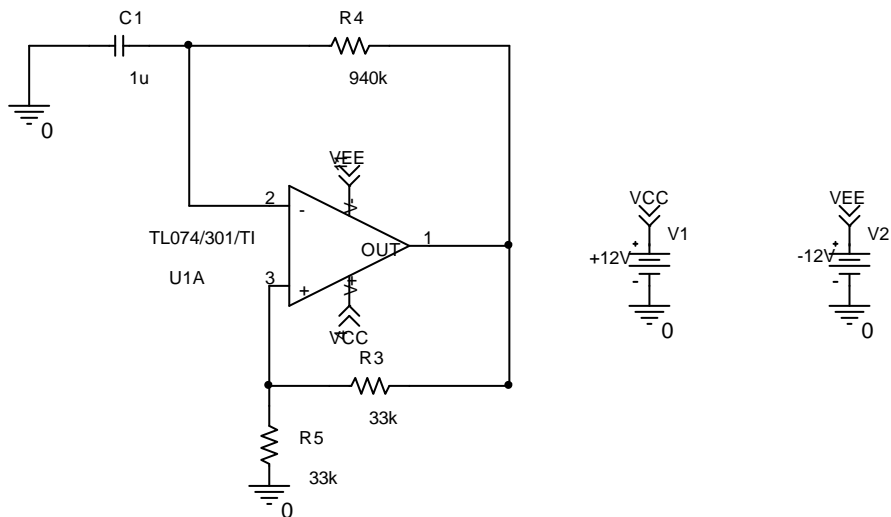 C1
R4
1u
940k
0
VEE
V-
2
-
TL074/301/TI
OUT
1
U1A
3
+
V+
VCC
R3
33k
R5
33k
0
VCC
V1
+
+12V
-
0
VEE
V2
+
-12V
-
0